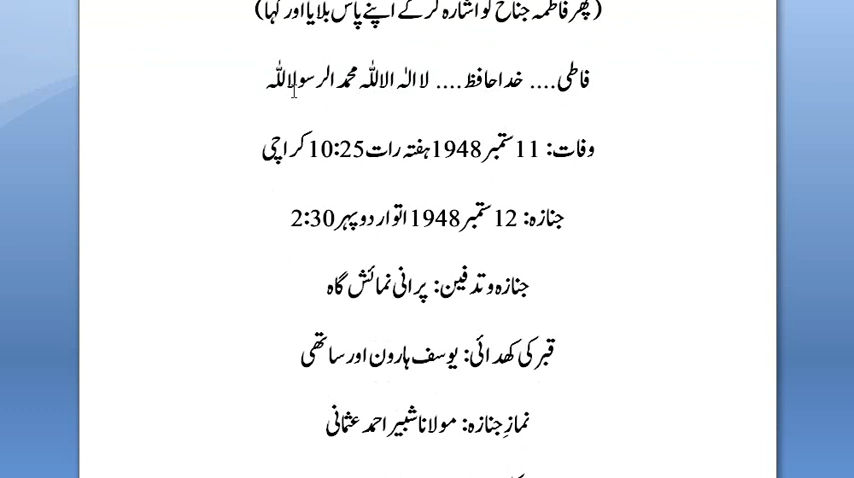 (پھر فاطمہ جناح کو اشارہ کر کے اپنے پاس بلایا اور کہا)
فاطی.... خدا حافظ.... لا الہ الا اللہ محمد الرسول اللہ
وفات: 11 ستمبر 1948 ہفتہ رات 10:25 کراچی
جنازہ: 12 ستمبر 1948 اتوار دوپہر 2:30
جنازہ و تدفین: پرانی نمائش گاہ
قبر کی کھدائی: یوسف ہارون اور ساتھی
نمازِ جنازہ: مولانا شبیر احمد عثمانی